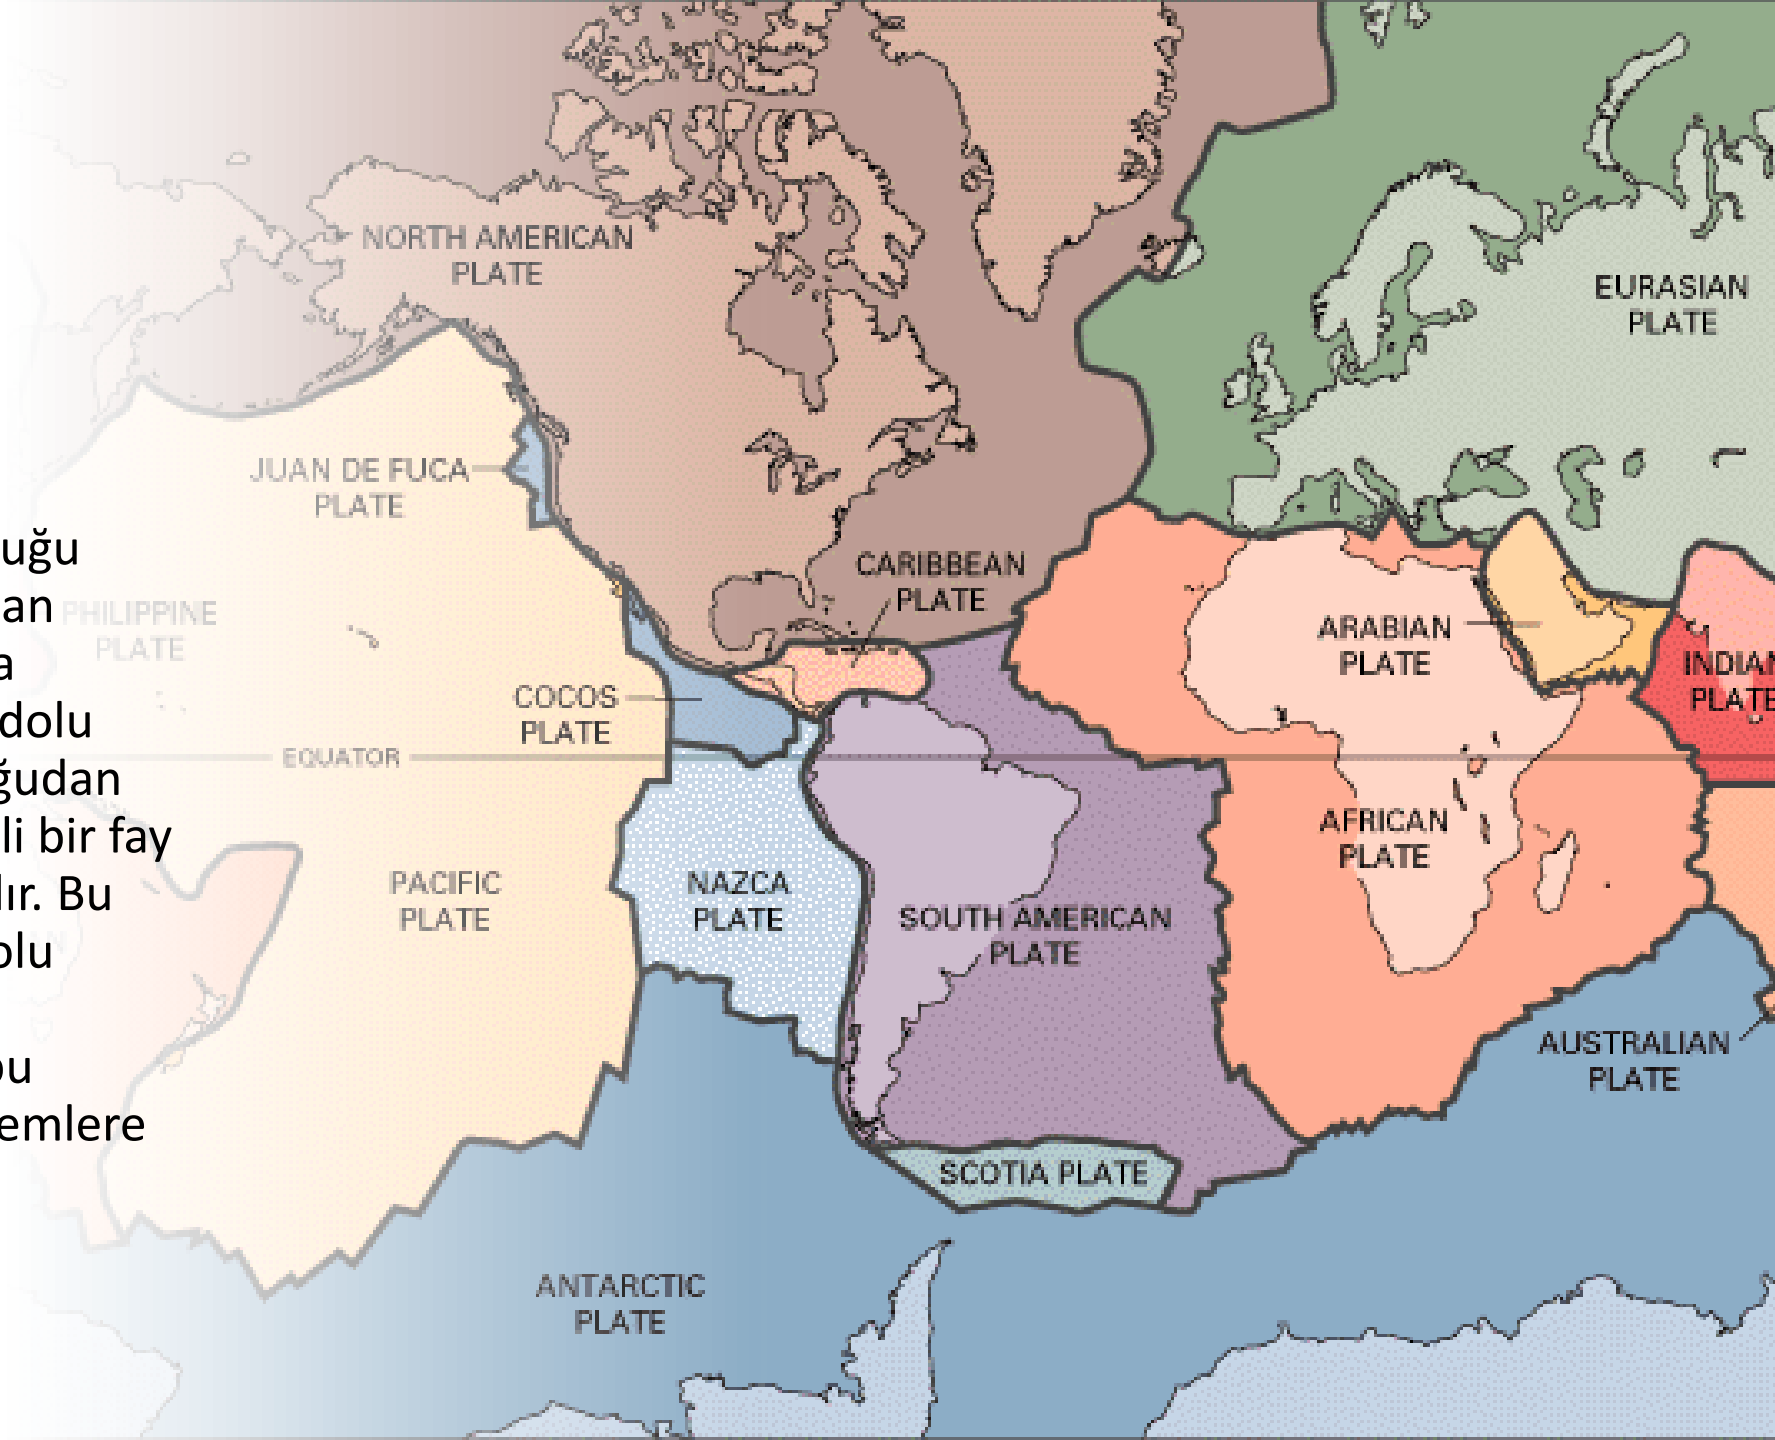 NORTH AMERICAN
PLATE
EURASIAN
PLATE
JUAN DE FUCA
PLATE
CARIBBEAN
PLATE
PHILIPPINE
PLATE
ARABIAN
PLATE
INDIAN
PLATE
COCOS
PLATE
EQUATOR
AFRICAN
PLATE
PACIFIC
PLATE
NAZCA
PLATE
SOUTH AMERICAN
PLATE
AUSTRALIAN
PLATE
SCOTIA PLATE
ANTARCTIC
PLATE
uğu
an
a
dolu
ğudan
li bir fay
lır. Bu
olu
bu
emlere